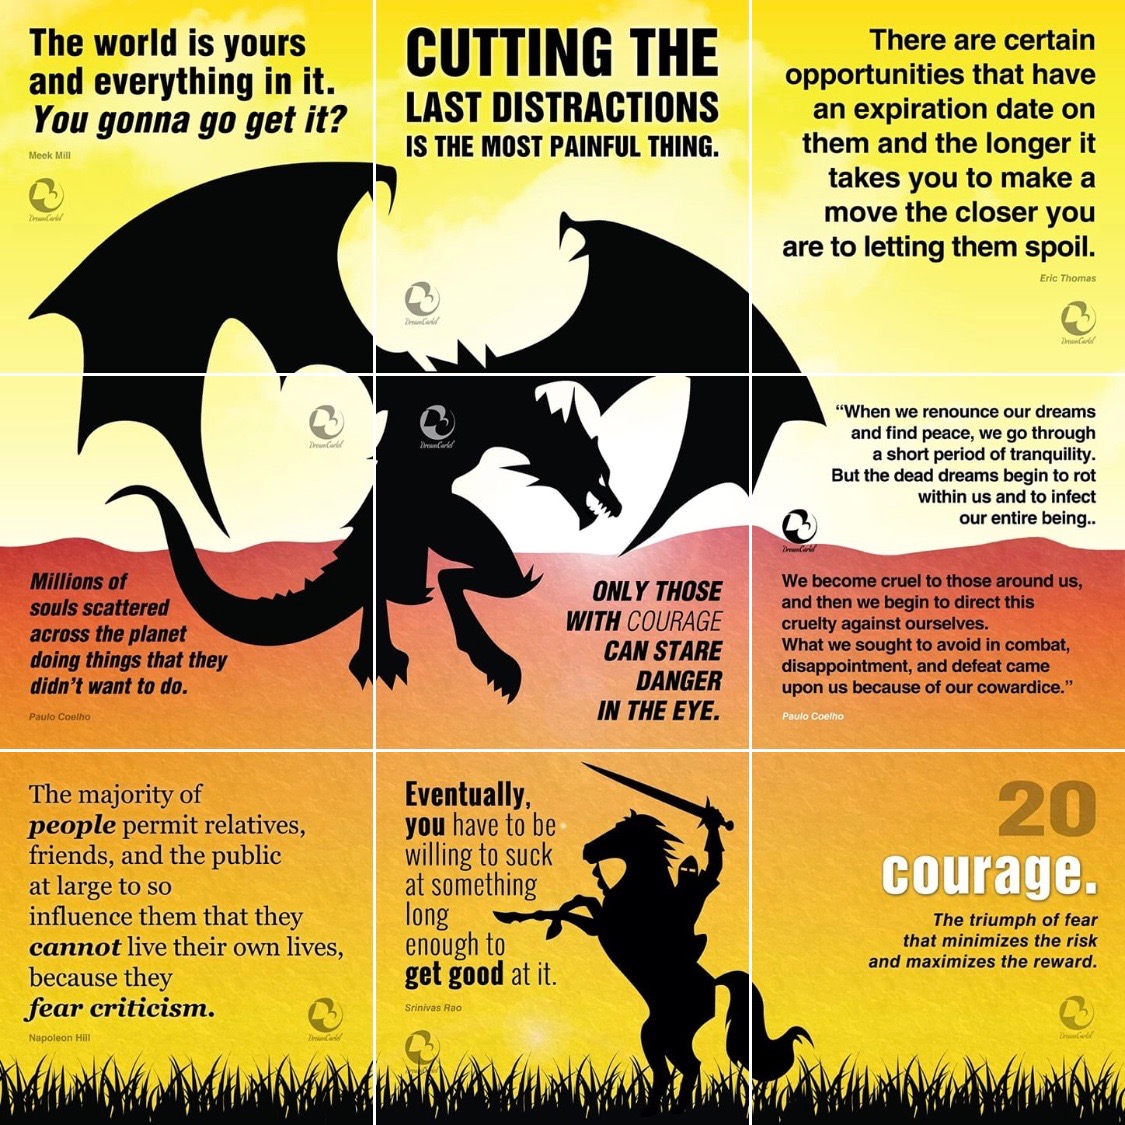 The world is yours
and everything in it.
You gonna go get it?
Meek Mill
DreamCartel
CUTTING THE
LAST DISTRACTIONS
IS THE MOST PAINFUL THING.
DreamCartel
There are certain
opportunities that have
an expiration date on
them and the longer it
takes you to make a
move the closer you
are to letting them spoil.
Eric Thomas
DreamCartel
DreamCartel
Millions of
souls scattered
across the planet
doing things that they
didn't want to do.
Paulo Coelho
DreamCartel
ONLY THOSE
WITH COURAGE
CAN STARE
DANGER
IN THE EYE.
“When we renounce our dreams
and find peace, we go through
a short period of tranquility.
But the dead dreams begin to rot
within us and to infect
our entire being..
DreamCartel
We become cruel to those around us,
and then we begin to direct this
cruelty against ourselves.
What we sought to avoid in combat,
disappointment, and defeat came
upon us because of our cowardice.”
Paulo Coelho
The majority of
people permit relatives,
friends, and the public
at large to so
influence them that they
cannot live their own lives,
because they
fear criticism.
Napoleon Hill
DreamCartel
Eventually,
you have to be
willing to suck
at something
long
enough to
get good at it.
Srinivas Rao
DreamCartel
20
courage.
The triumph of fear
that minimizes the risk
and maximizes the reward.
DreamCartel